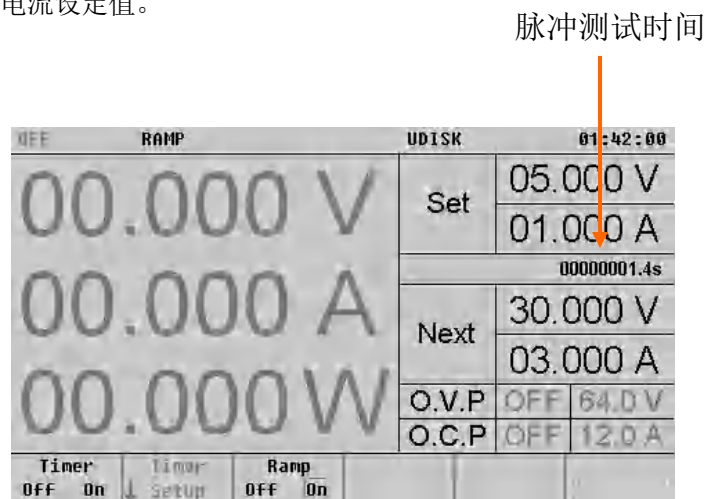 电流设定值。
脉冲测试时间
OFF RAMP UDISK 01:42:00
00.000 V
00.000 A
00.000 W
Set 05.000 V
01.000 A
00000001.4s
Next 30.000 V
03.000 A
O.V.P OFF 64.0 V
O.C.P OFF 12.0 A
Timer Timer Ramp
Off On ↓ Setup Off On